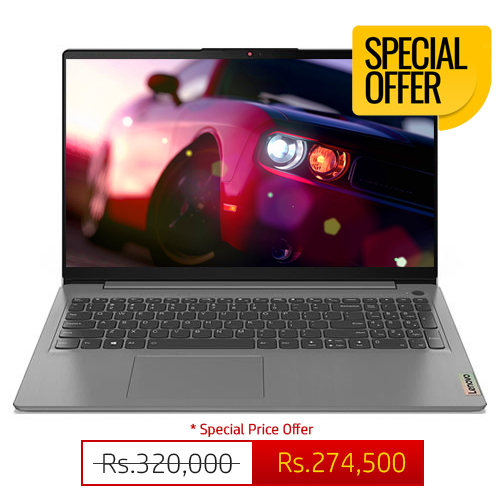 SPECIAL
OFFER
Lenovo
* Special Price Offer
Rs.320,000 Rs.274,500